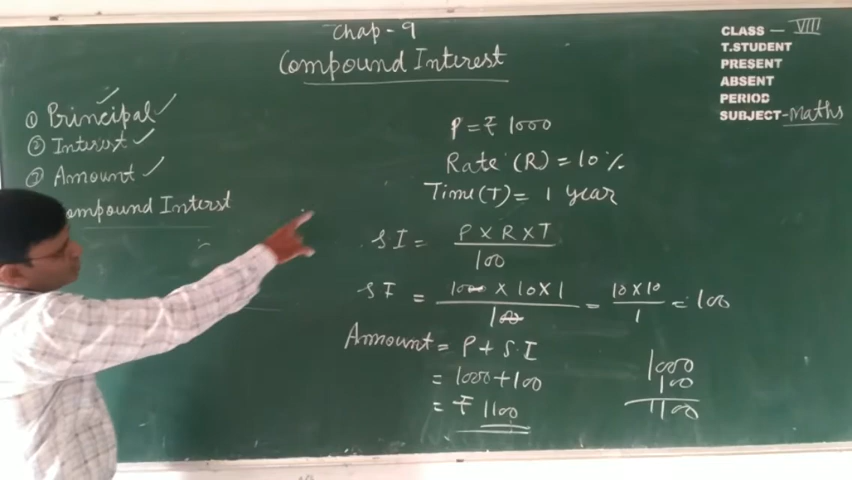 Chap - 9
Compound Interest
CLASS — VIII
T.STUDENT
PRESENT
ABSENT
PERIOD
SUBJECT - Maths
① Principal
② Interest
③ Amount
ompound Interst
P = ₹ 1000
Rate (R) = 10 %
Time (T) = 1 year
S I = P × R × T / 100
S I = 1000 × 10 × 1 / 100 = 10 × 10 / 1 = 100
Amount = P + S. I
= 1000 + 100
= ₹ 1100
1000
100
1100